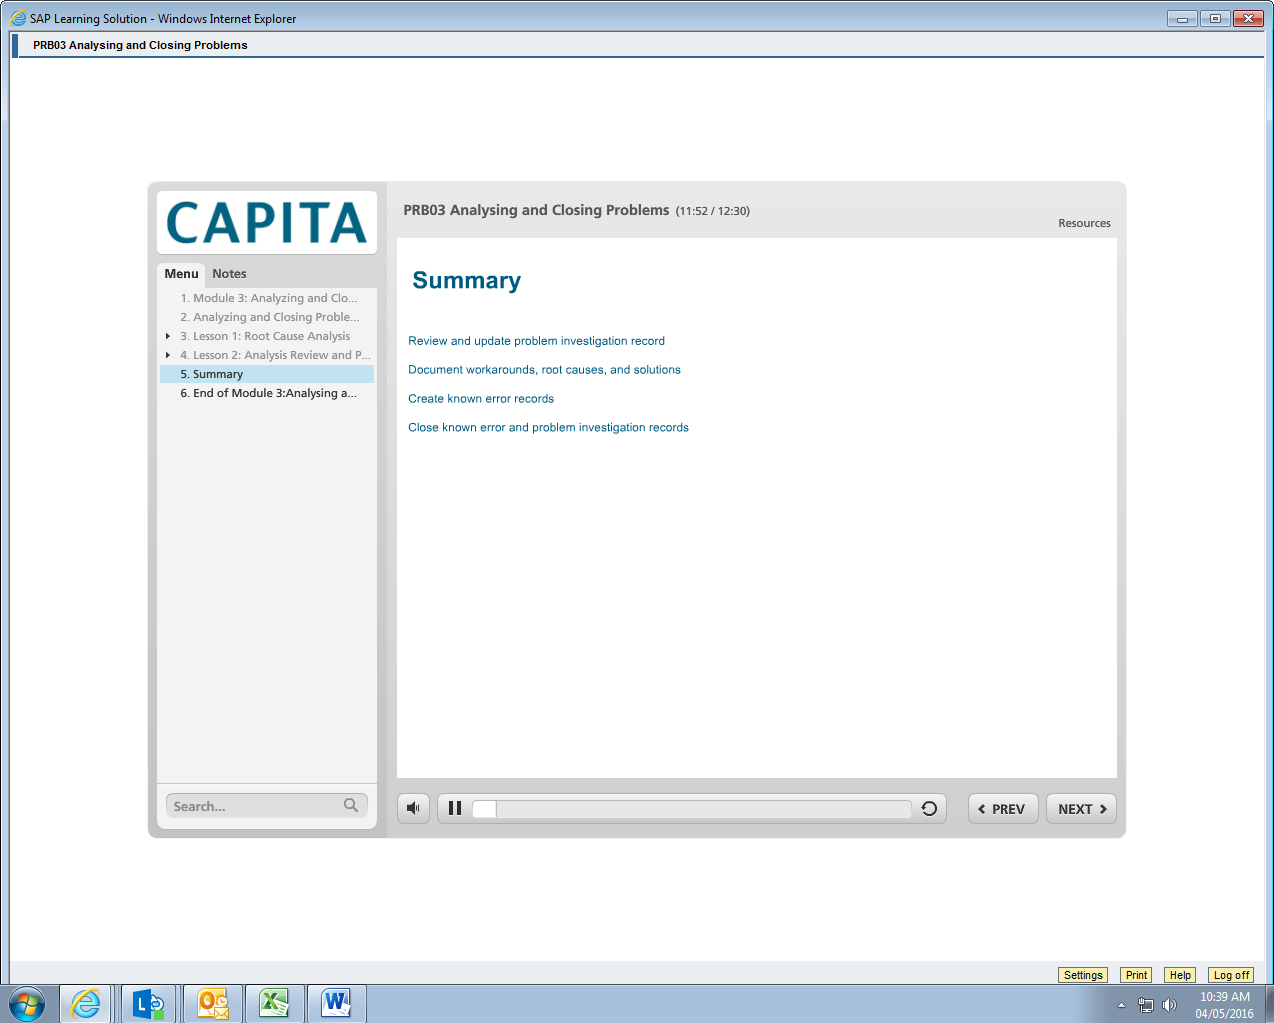 SAP Learning Solution - Windows Internet Explorer
PRB03 Analysing and Closing Problems
CAPITA
PRB03 Analysing and Closing Problems (11:52 / 12:30)
Resources
Menu Notes
1. Module 3: Analyzing and Clo...
2. Analyzing and Closing Proble...
3. Lesson 1: Root Cause Analysis
4. Lesson 2: Analysis Review and P...
5. Summary
6. End of Module 3:Analysing a...
Summary
Review and update problem investigation record
Document workarounds, root causes, and solutions
Create known error records
Close known error and problem investigation records
Search...
PREV NEXT
Settings Print Help Log off
10:39 AM
04/05/2016